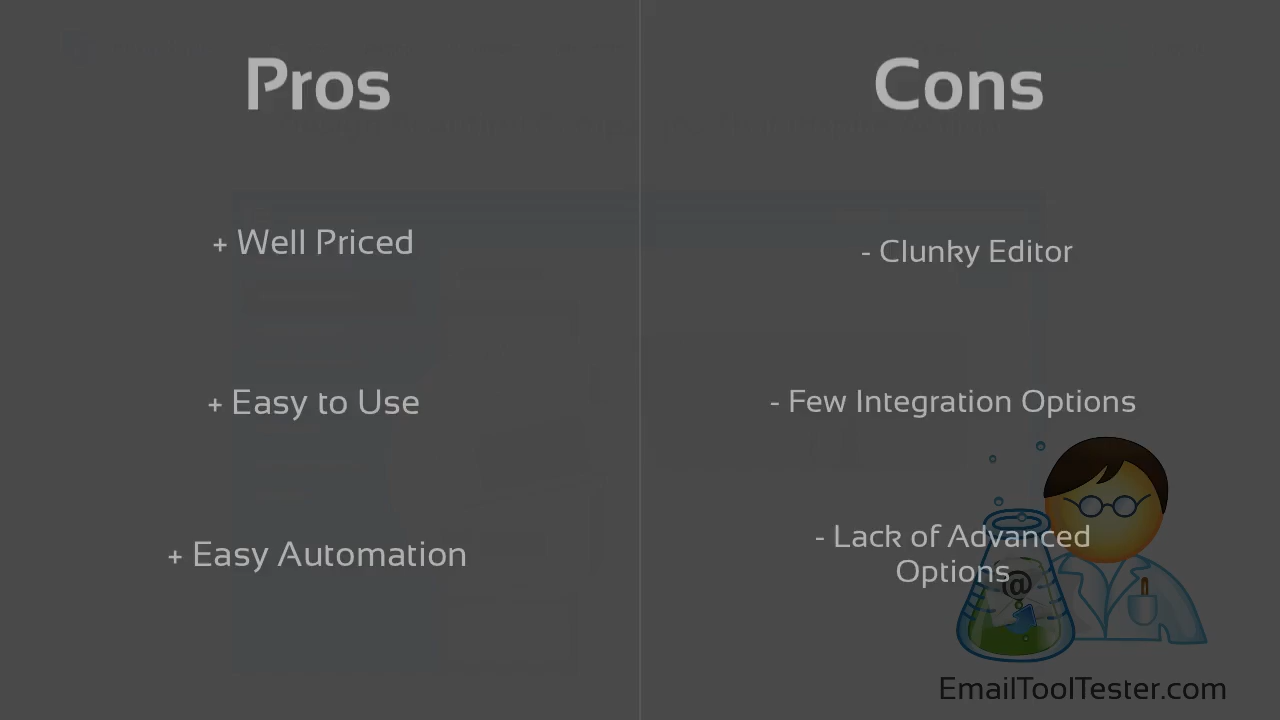 Pros
Cons
+ Well Priced
- Clunky Editor
+ Easy to Use
- Few Integration Options
+ Easy Automation
- Lack of Advanced
Options
@
EmailToolTester.com